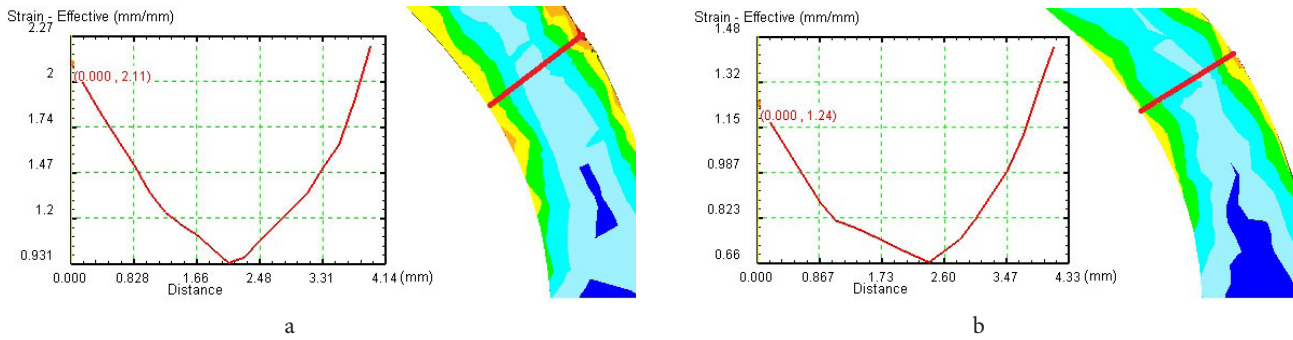 Strain - Effective (mm/mm)
2.27
(0.000 , 2.11)
2
1.74
1.47
1.2
0.931
0.000 0.828 1.66 2.48 3.31 4.14 (mm)
Distance
a
Strain - Effective (mm/mm)
1.48
1.32
(0.000 , 1.24)
1.15
0.987
0.823
0.66
0.000 0.867 1.73 2.60 3.47 4.33 (mm)
Distance
b